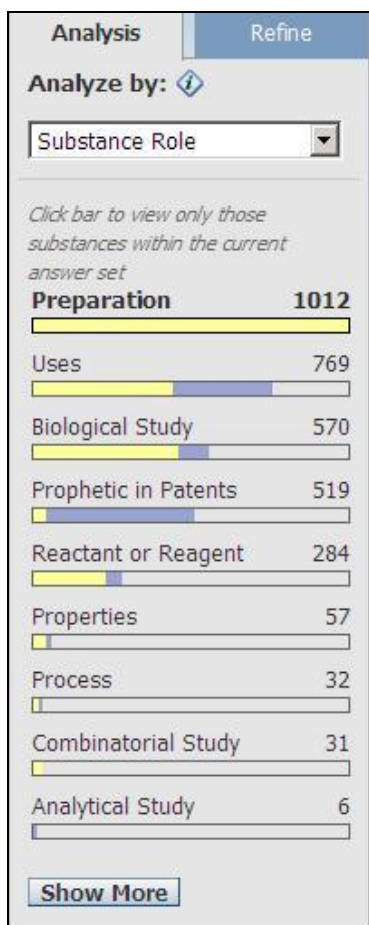 Analysis Refine
Analyze by:
Substance Role
Click bar to view only those
substances within the current
answer set
Preparation 1012
Uses 769
Biological Study 570
Prophetic in Patents 519
Reactant or Reagent 284
Properties 57
Process 32
Combinatorial Study 31
Analytical Study 6
Show More